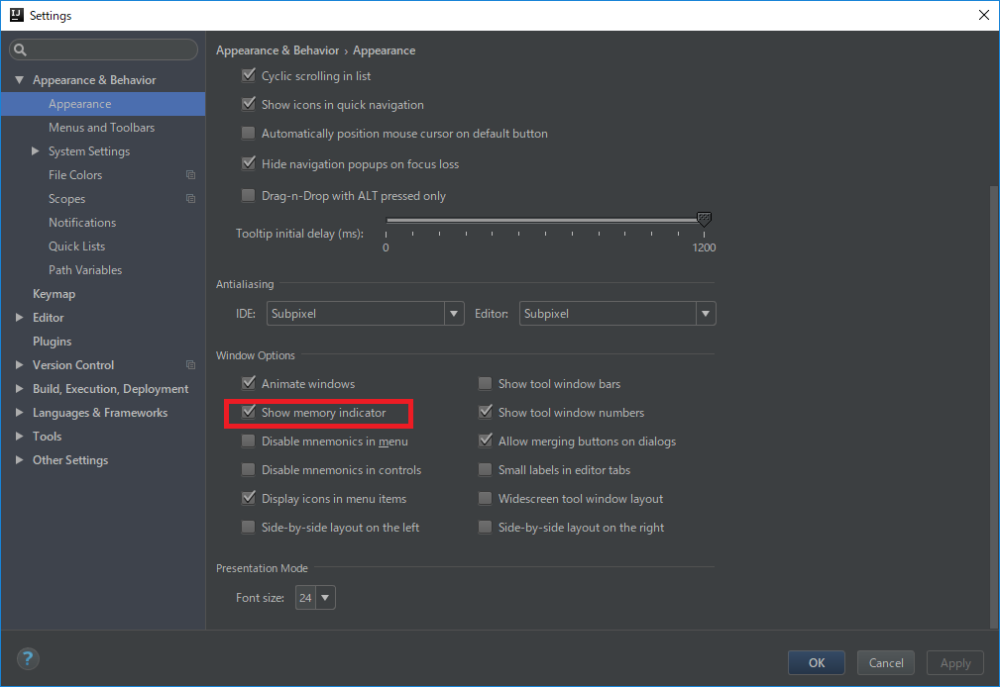 IJ Settings
Appearance & Behavior
Appearance
Menus and Toolbars
System Settings
File Colors
Scopes
Notifications
Quick Lists
Path Variables
Keymap
Editor
Plugins
Version Control
Build, Execution, Deployment
Languages & Frameworks
Tools
Other Settings
Appearance & Behavior › Appearance
Cyclic scrolling in list
Show icons in quick navigation
Automatically position mouse cursor on default button
Hide navigation popups on focus loss
Drag-n-Drop with ALT pressed only
Tooltip initial delay (ms):
0 1200
Antialiasing
IDE: Subpixel Editor: Subpixel
Window Options
Animate windows Show tool window bars
Show memory indicator Show tool window numbers
Disable mnemonics in menu Allow merging buttons on dialogs
Disable mnemonics in controls Small labels in editor tabs
Display icons in menu items Widescreen tool window layout
Side-by-side layout on the left Side-by-side layout on the right
Presentation Mode
Font size: 24
? OK Cancel Apply